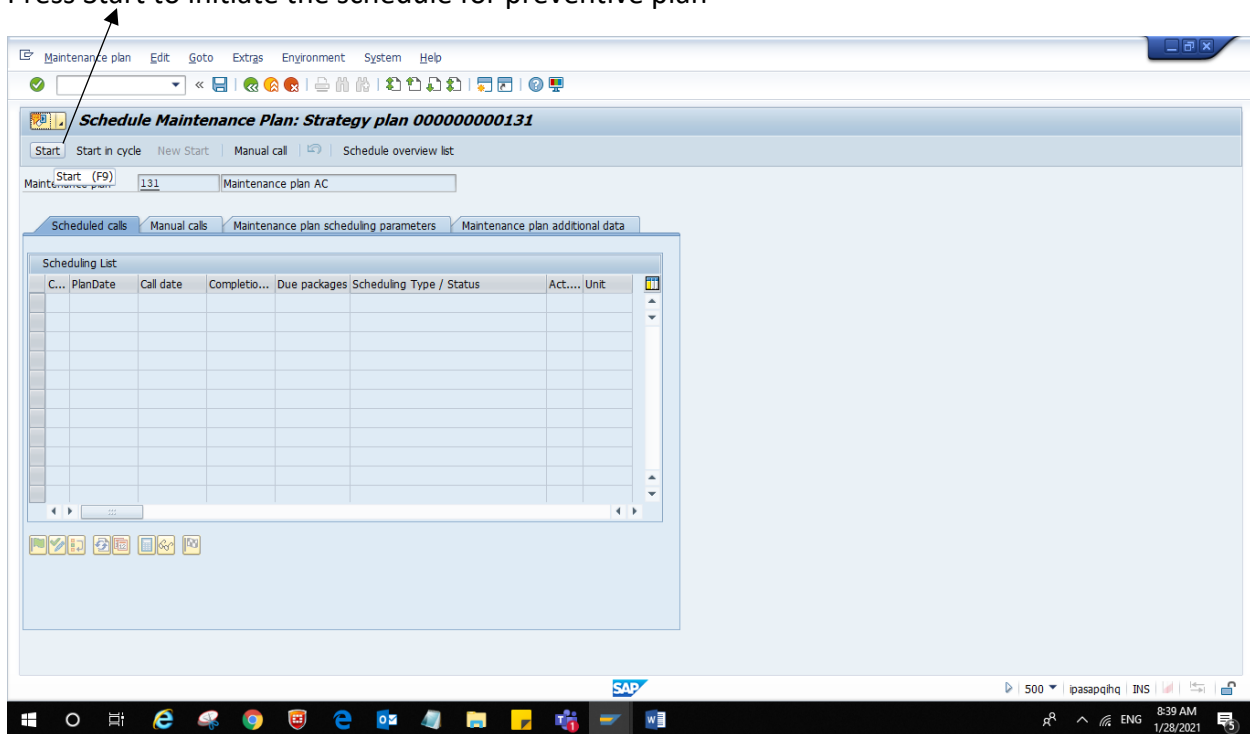 Press Start to initiate the schedule for preventive plan
Maintenance plan Edit Goto Extras Environment System Help
Schedule Maintenance Plan: Strategy plan 000000000131
Start Start in cycle New Start Manual call Schedule overview list
Start (F9)
Maintenance plan 131 Maintenance plan AC
Scheduled calls Manual calls Maintenance plan scheduling parameters Maintenance plan additional data
Scheduling List
C... PlanDate Call date Completio... Due packages Scheduling Type / Status Act.... Unit
SAP
500 ipasapqihq INS
ENG 8:39 AM
1/28/2021
5